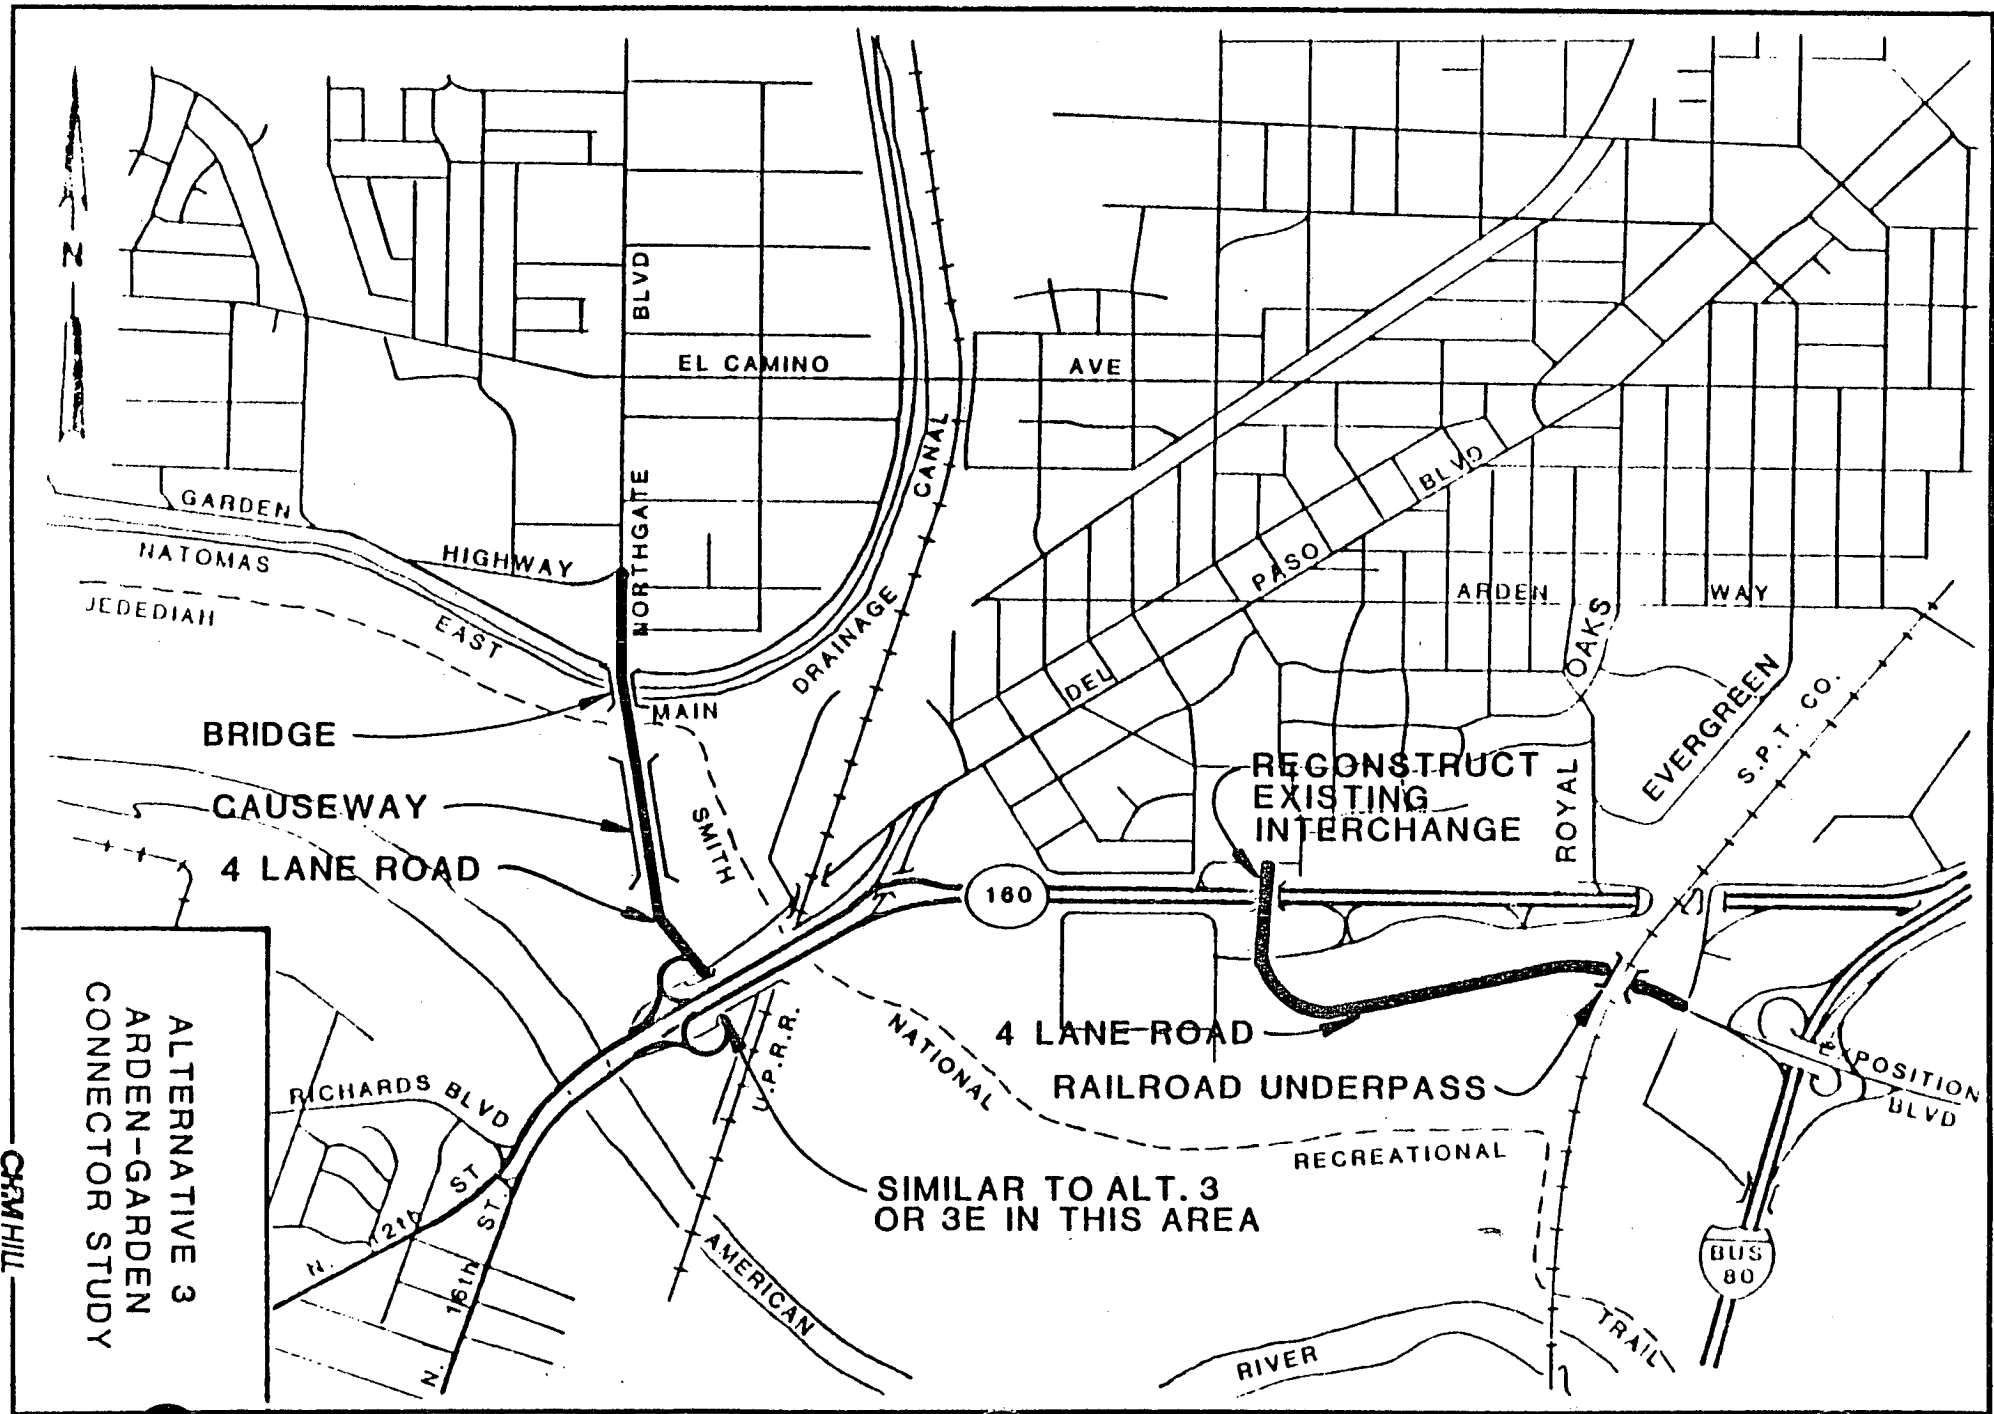 N
BLVD
EL CAMINO
AVE
CANAL
GARDEN
NATOMAS
HIGHWAY
NORTHGATE
JEDEDIAH
EAST
DRAINAGE
MAIN
BLVD
PASO
DEL
ARDEN
WAY
OAKS
ROYAL
EVERGREEN
S.P.T. CO.
BRIDGE
CAUSEWAY
4 LANE ROAD
SMITH
RECONSTRUCT
EXISTING
INTERCHANGE
160
4 LANE ROAD
RAILROAD UNDERPASS
NATIONAL
U.P.R.R.
RICHARDS BLVD
EXPOSITION
BLVD
RECREATIONAL
SIMILAR TO ALT. 3
OR 3E IN THIS AREA
N. 12th ST
N. 16th ST.
AMERICAN
RIVER
TRAIL
BUS
80
ALTERNATIVE 3
ARDEN-GARDEN
CONNECTOR STUDY
CH2M HILL